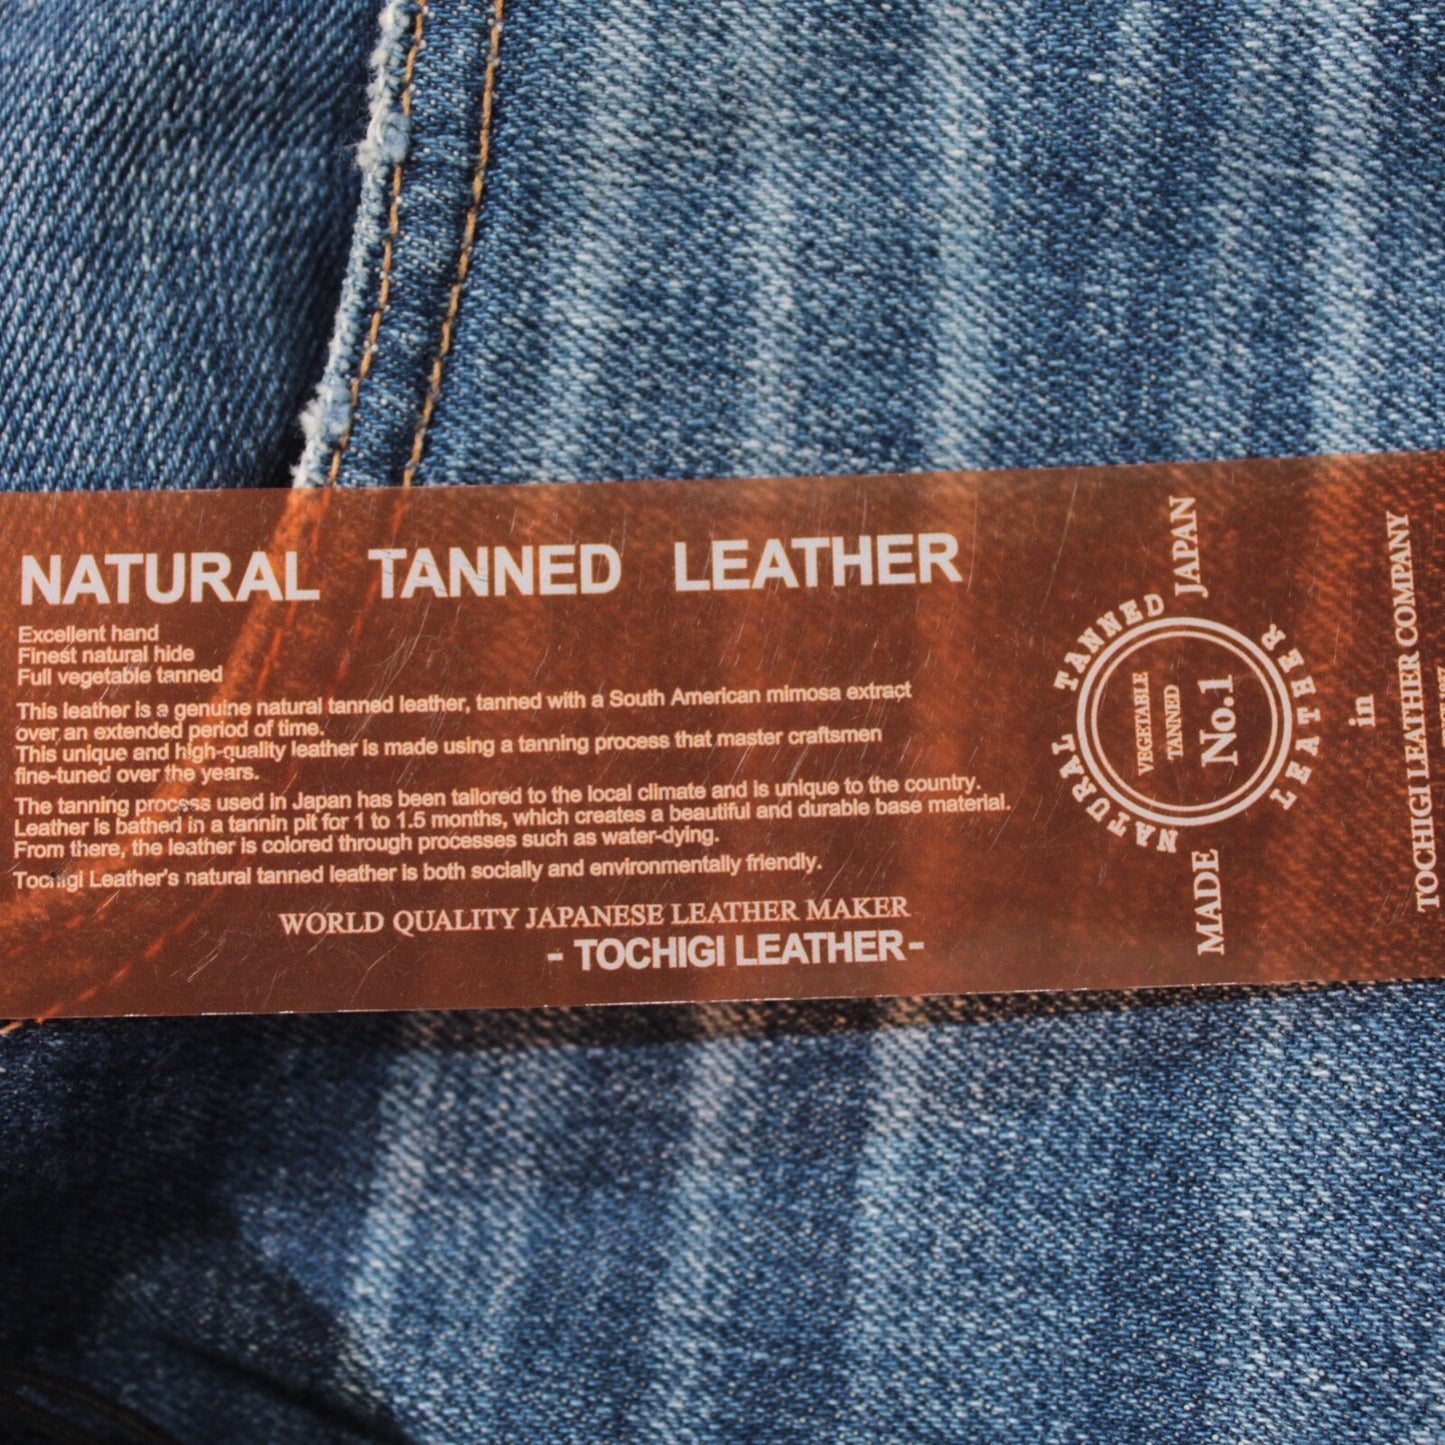 NATURAL TANNED LEATHER
Excellent hand
Finest natural hide
Full vegetable tanned
This leather is a genuine natural tanned leather, tanned with a South American mimosa extract
over an extended period of time.
This unique and high-quality leather is made using a tanning process that master craftsmen
fine-tuned over the years.
The tanning process used in Japan has been tailored to the local climate and is unique to the country.
Leather is bathed in a tannin pit for 1 to 1.5 months, which creates a beautiful and durable base material.
From there, the leather is colored through processes such as water-dying.
Tochigi Leather's natural tanned leather is both socially and environmentally friendly.
WORLD QUALITY JAPANESE LEATHER MAKER
- TOCHIGI LEATHER-
NATURAL TANNED LEATHER
VEGETABLE
TANNED
No.1
MADE in JAPAN
TOCHIGI LEATHER COMPANY